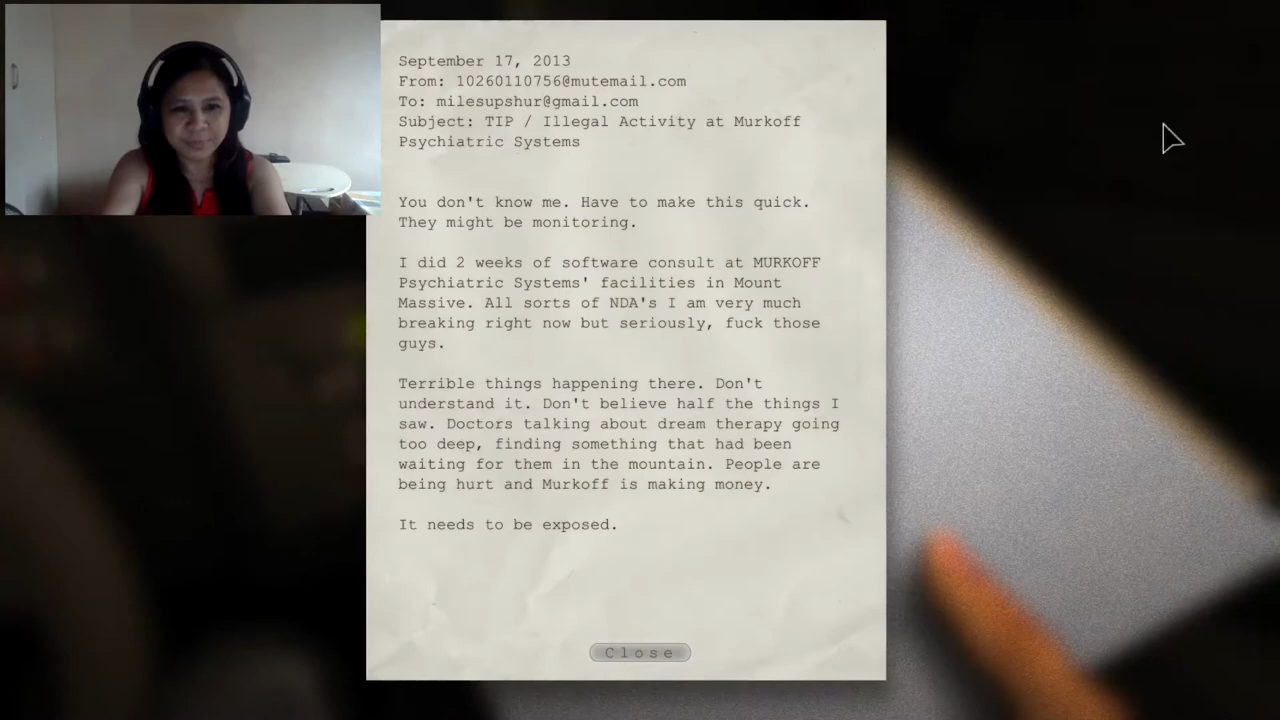 September 17, 2013
From: 10260110756@mutemail.com
To: milesupshur@gmail.com
Subject: TIP / Illegal Activity at Murkoff
Psychiatric Systems
You don't know me. Have to make this quick.
They might be monitoring.
I did 2 weeks of software consult at MURKOFF
Psychiatric Systems' facilities in Mount
Massive. All sorts of NDA's I am very much
breaking right now but seriously, fuck those
guys.
Terrible things happening there. Don't
understand it. Don't believe half the things I
saw. Doctors talking about dream therapy going
too deep, finding something that had been
waiting for them in the mountain. People are
being hurt and Murkoff is making money.
It needs to be exposed.
Close